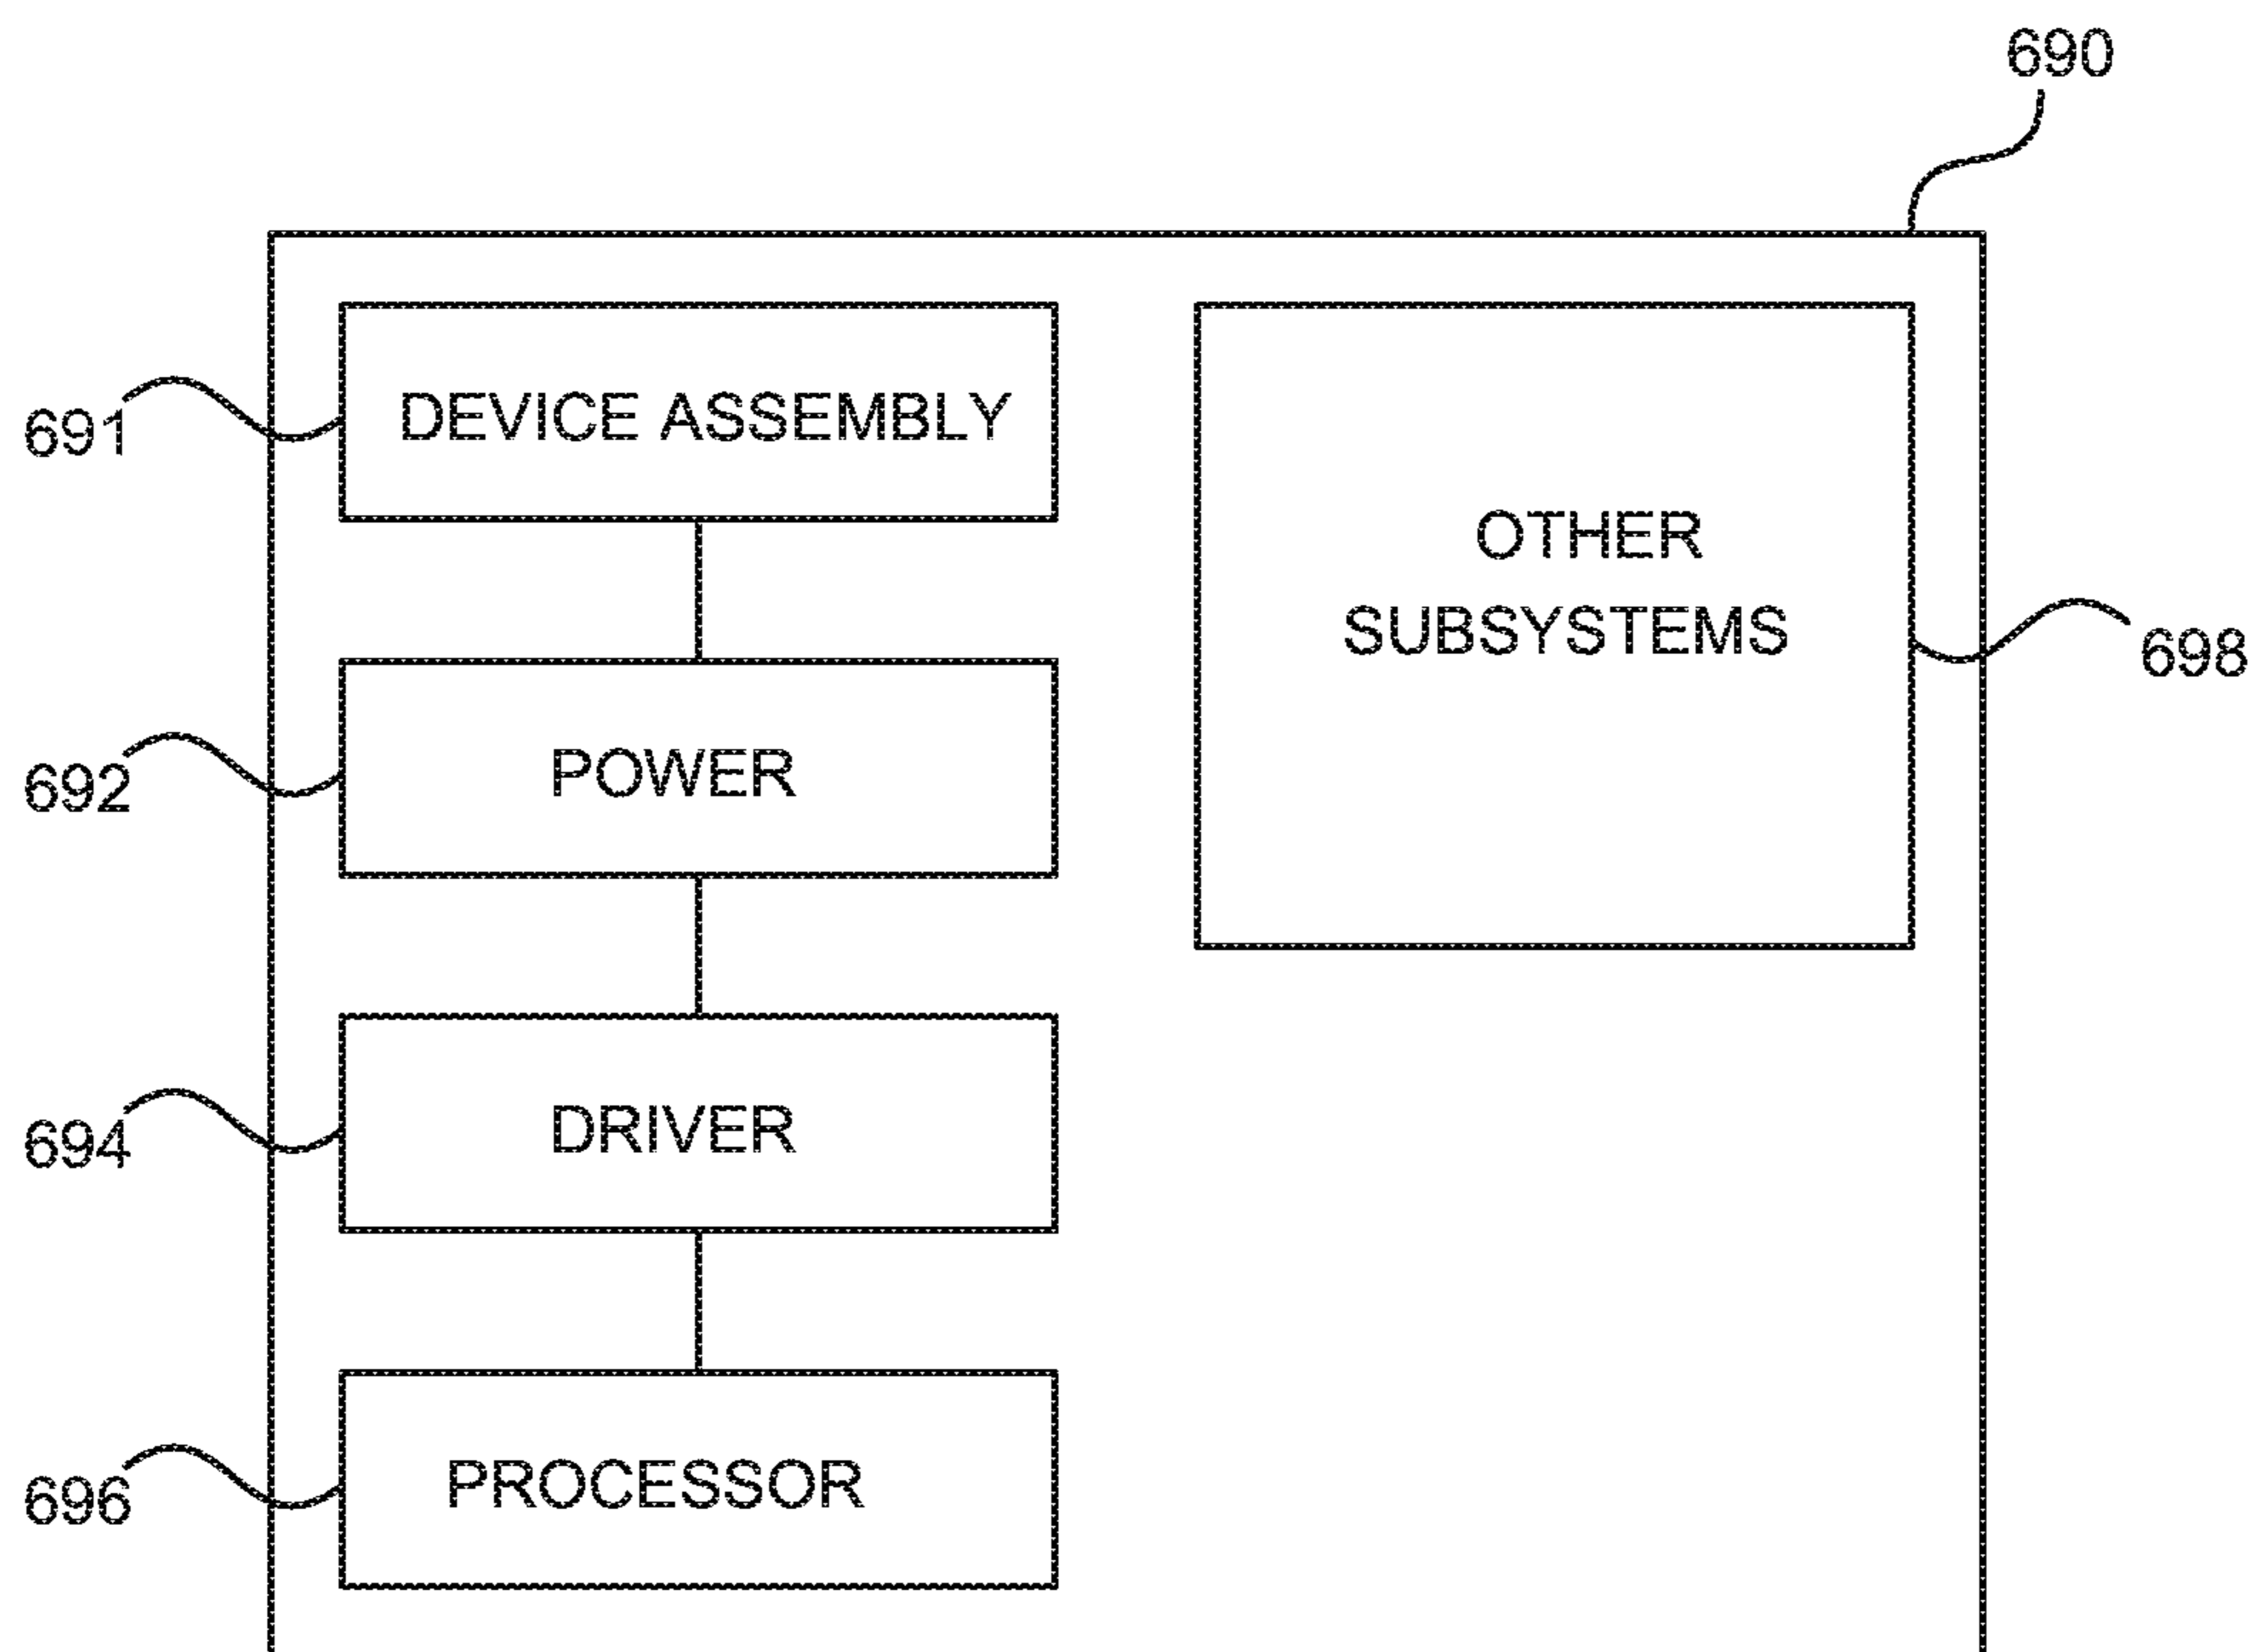 690
691
DEVICE ASSEMBLY
OTHER
SUBSYSTEMS
698
692
POWER
694
DRIVER
696
PROCESSOR